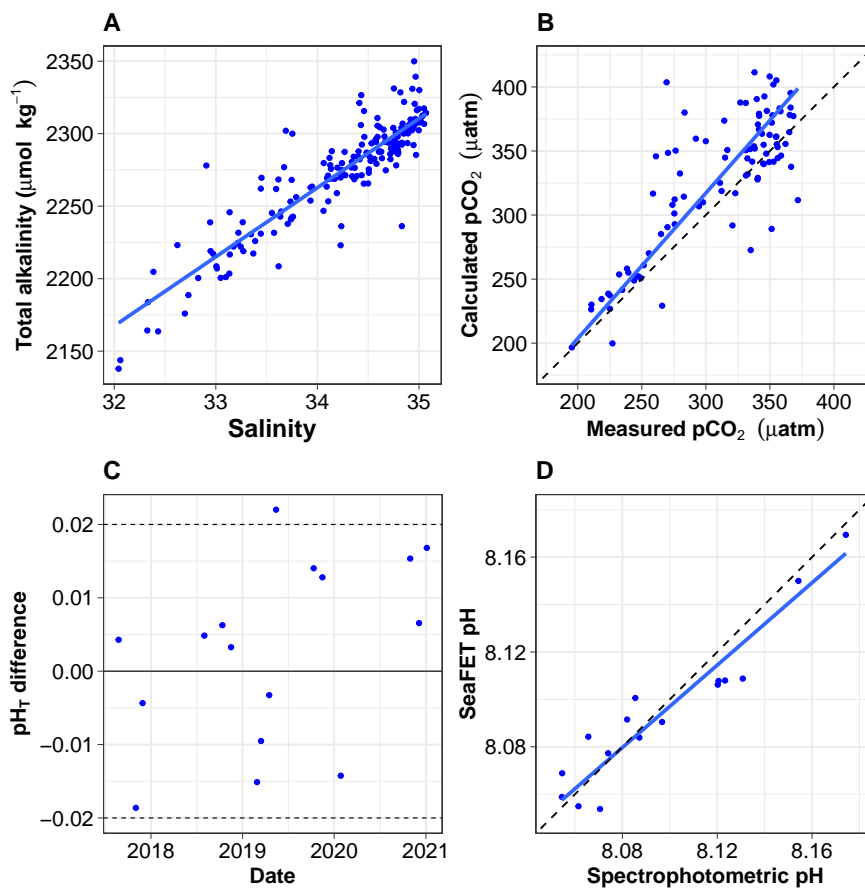 A
Total alkalinity (μmol kg⁻¹)
2350
2300
2250
2200
2150
32
33
34
35
Salinity
B
Calculated pCO₂ (μatm)
400
350
300
250
200
200
250
300
350
400
Measured pCO₂ (μatm)
C
pH_T difference
0.02
0.01
0.00
−0.01
−0.02
2018
2019
2020
2021
Date
D
SeaFET pH
8.16
8.12
8.08
8.08
8.12
8.16
Spectrophotometric pH